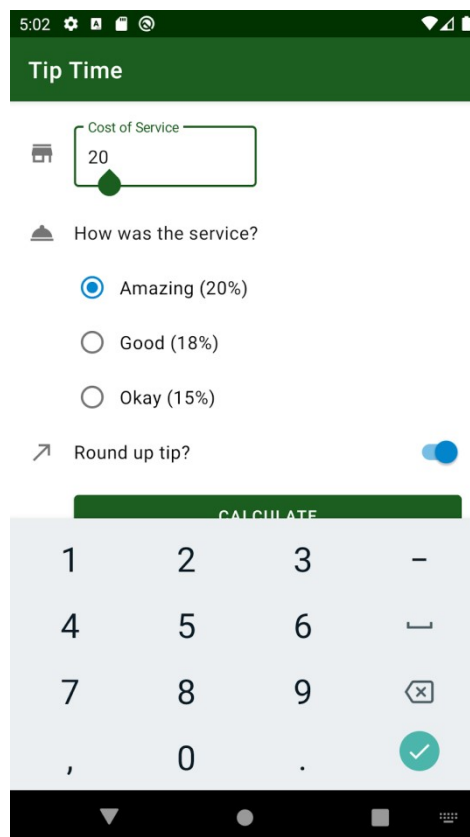 5:02
Tip Time
Cost of Service
20
How was the service?
Amazing (20%)
Good (18%)
Okay (15%)
Round up tip?
CALCULATE
1 2 3 –
4 5 6
7 8 9
, 0 .